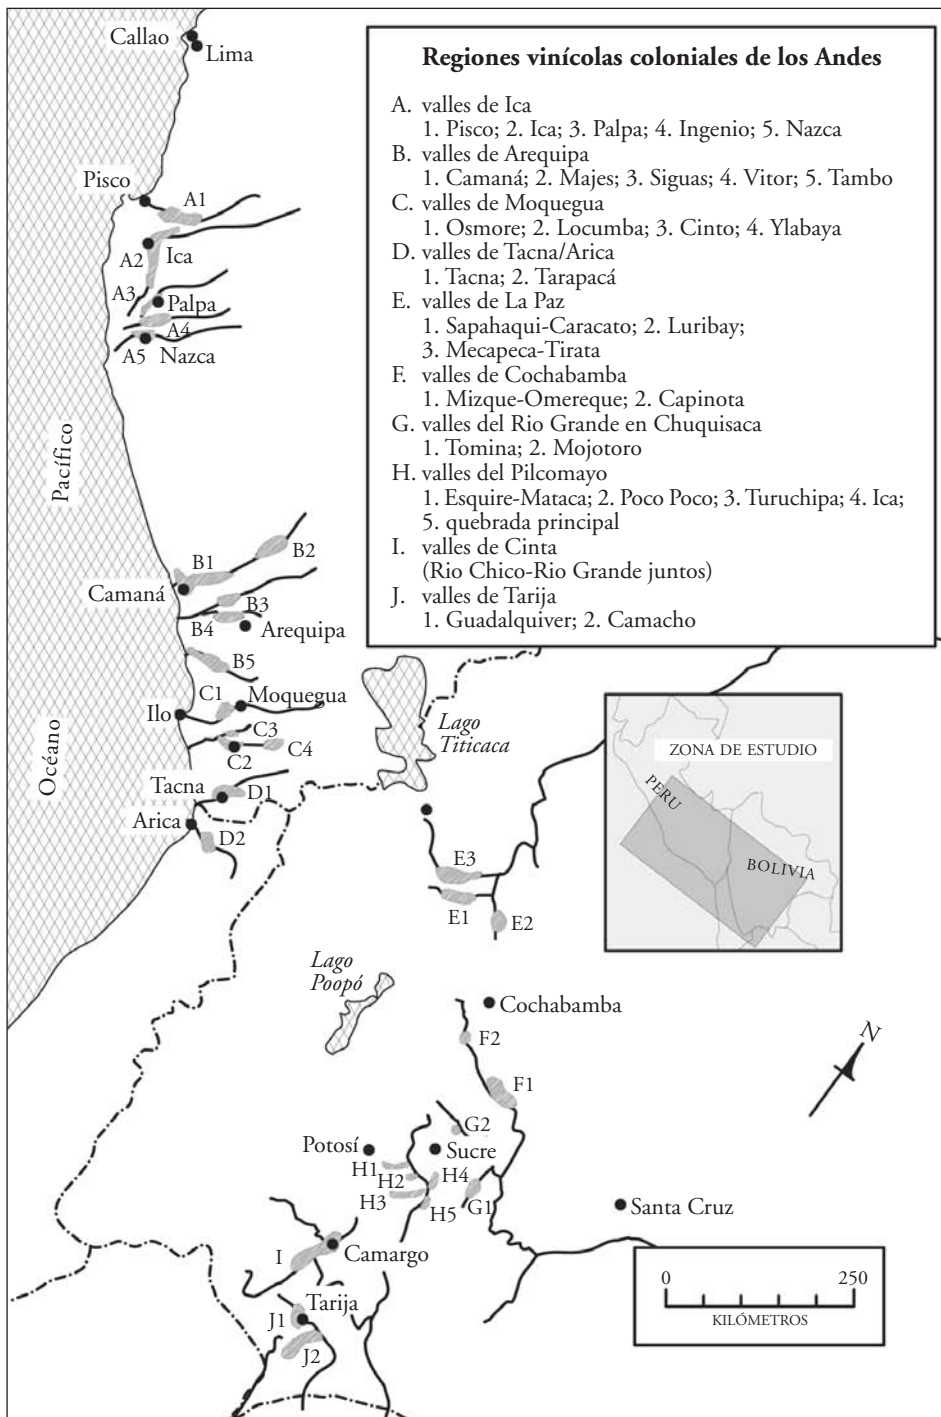 Callao
Lima
Regiones vinícolas coloniales de los Andes
A. valles de Ica
1. Pisco; 2. Ica; 3. Palpa; 4. Ingenio; 5. Nazca
B. valles de Arequipa
1. Camaná; 2. Majes; 3. Siguas; 4. Vitor; 5. Tambo
C. valles de Moquegua
1. Osmore; 2. Locumba; 3. Cinto; 4. Ylabaya
D. valles de Tacna/Arica
1. Tacna; 2. Tarapacá
E. valles de La Paz
1. Sapahaqui-Caracato; 2. Luribay;
3. Mecapeca-Tirata
F. valles de Cochabamba
1. Mizque-Omereque; 2. Capinota
G. valles del Rio Grande en Chuquisaca
1. Tomina; 2. Mojotoro
H. valles del Pilcomayo
1. Esquire-Mataca; 2. Poco Poco; 3. Turuchipa; 4. Ica;
5. quebrada principal
I. valles de Cinta
(Rio Chico-Rio Grande juntos)
J. valles de Tarija
1. Guadalquiver; 2. Camacho
Pisco
A1
A2
Ica
A3
Palpa
A4
A5
Nazca
Pacífico
Océano
B2
B1
Camaná
B3
B4
Arequipa
B5
C1
Moquegua
Ilo
C3
C2
C4
Lago
Titicaca
Tacna
D1
Arica
D2
ZONA DE ESTUDIO
PERU
BOLIVIA
E3
E1
E2
Lago
Poopó
Cochabamba
F2
F1
N
G2
Potosí
Sucre
H1
H2
H4
H3
H5
G1
Santa Cruz
I
Camargo
Tarija
J1
J2
0
250
KILÓMETROS